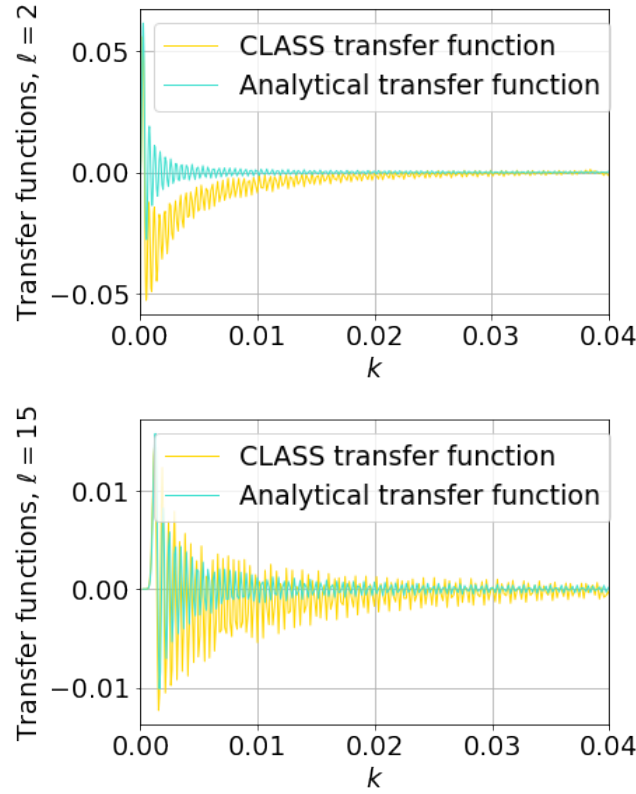 Transfer functions, ℓ = 2
0.05
0.00
−0.05
CLASS transfer function
Analytical transfer function
0.00 0.01 0.02 0.03 0.04
k
Transfer functions, ℓ = 15
0.01
0.00
−0.01
CLASS transfer function
Analytical transfer function
0.00 0.01 0.02 0.03 0.04
k